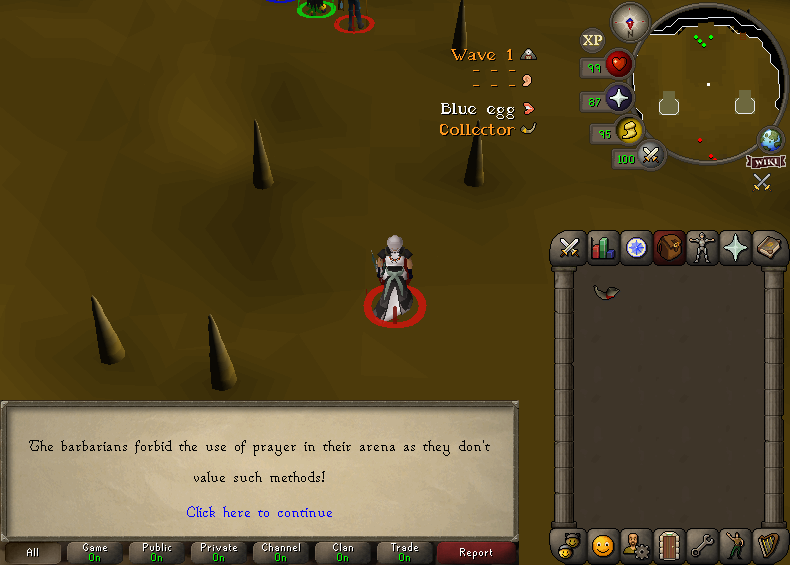 Wave 1
- - -
- - -
Blue egg
Collector
N
XP
99
67
95
100
WIKI
The barbarians forbid the use of prayer in their arena as they don't
value such methods!
Click here to continue
All
Game
On
Public
On
Private
On
Channel
On
Clan
On
Trade
On
Report